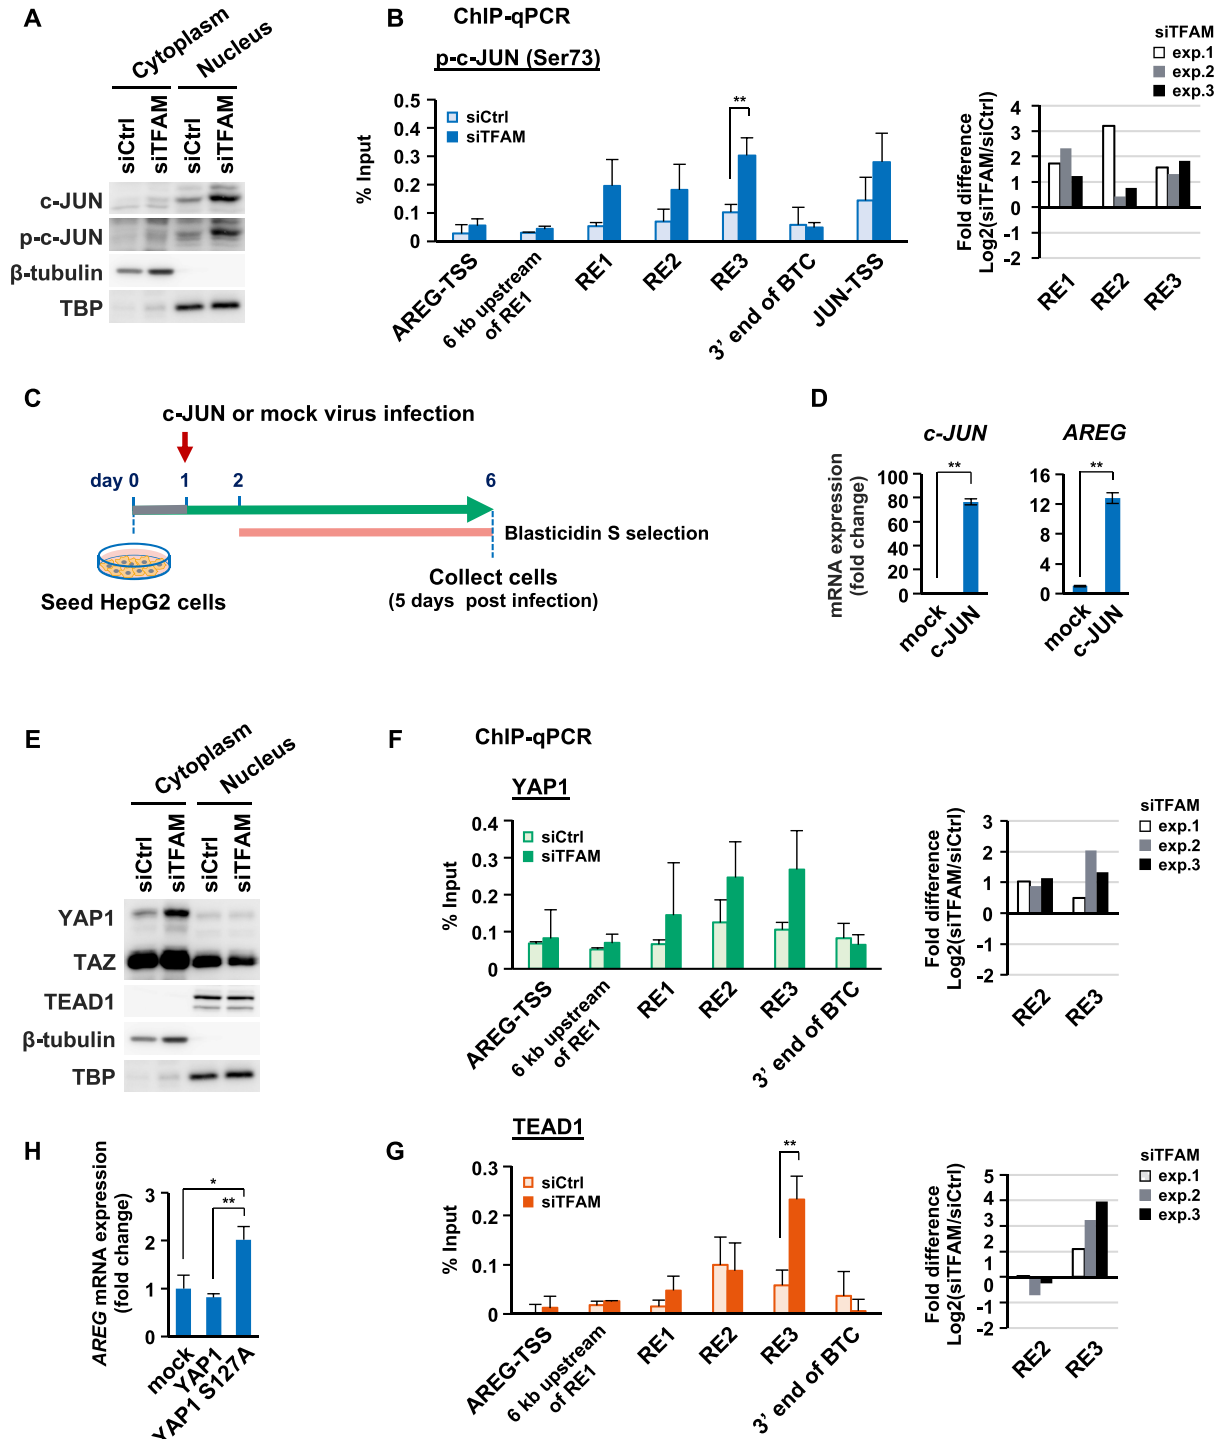 A
Cytoplasm
Nucleus
siCtrl
siTFAM
siCtrl
siTFAM
c-JUN
p-c-JUN
β-tubulin
TBP
B
ChIP-qPCR
p-c-JUN (Ser73)
% Input
0.5
0.4
0.3
0.2
0.1
0
siCtrl
siTFAM
**
AREG-TSS
6 kb upstream
of RE1
RE1
RE2
RE3
3’ end of BTC
JUN-TSS
siTFAM
exp.1
exp.2
exp.3
Fold difference
Log2(siTFAM/siCtrl)
4
3
2
1
0
-1
-2
RE1
RE2
RE3
C
c-JUN or mock virus infection
day 0
1
2
6
Blasticidin S selection
Seed HepG2 cells
Collect cells
(5 days post infection)
D
mRNA expression
(fold change)
c-JUN
**
100
80
60
40
20
0
mock
c-JUN
AREG
**
16
12
8
4
0
mock
c-JUN
E
Cytoplasm
Nucleus
siCtrl
siTFAM
siCtrl
siTFAM
YAP1
TAZ
TEAD1
β-tubulin
TBP
F
ChIP-qPCR
YAP1
% Input
0.4
0.3
0.2
0.1
0
siCtrl
siTFAM
AREG-TSS
6 kb upstream
of RE1
RE1
RE2
RE3
3’ end of BTC
siTFAM
exp.1
exp.2
exp.3
Fold difference
Log2(siTFAM/siCtrl)
3
2
1
0
-1
-2
RE2
RE3
H
AREG mRNA expression
(fold change)
3
2
1
0
*
**
mock
YAP1
YAP1 S127A
G
TEAD1
% Input
0.3
0.2
0.1
0
siCtrl
siTFAM
**
AREG-TSS
6 kb upstream
of RE1
RE1
RE2
RE3
3’ end of BTC
siTFAM
exp.1
exp.2
exp.3
Fold difference
Log2(siTFAM/siCtrl)
5
4
3
2
1
0
-1
-2
RE2
RE3